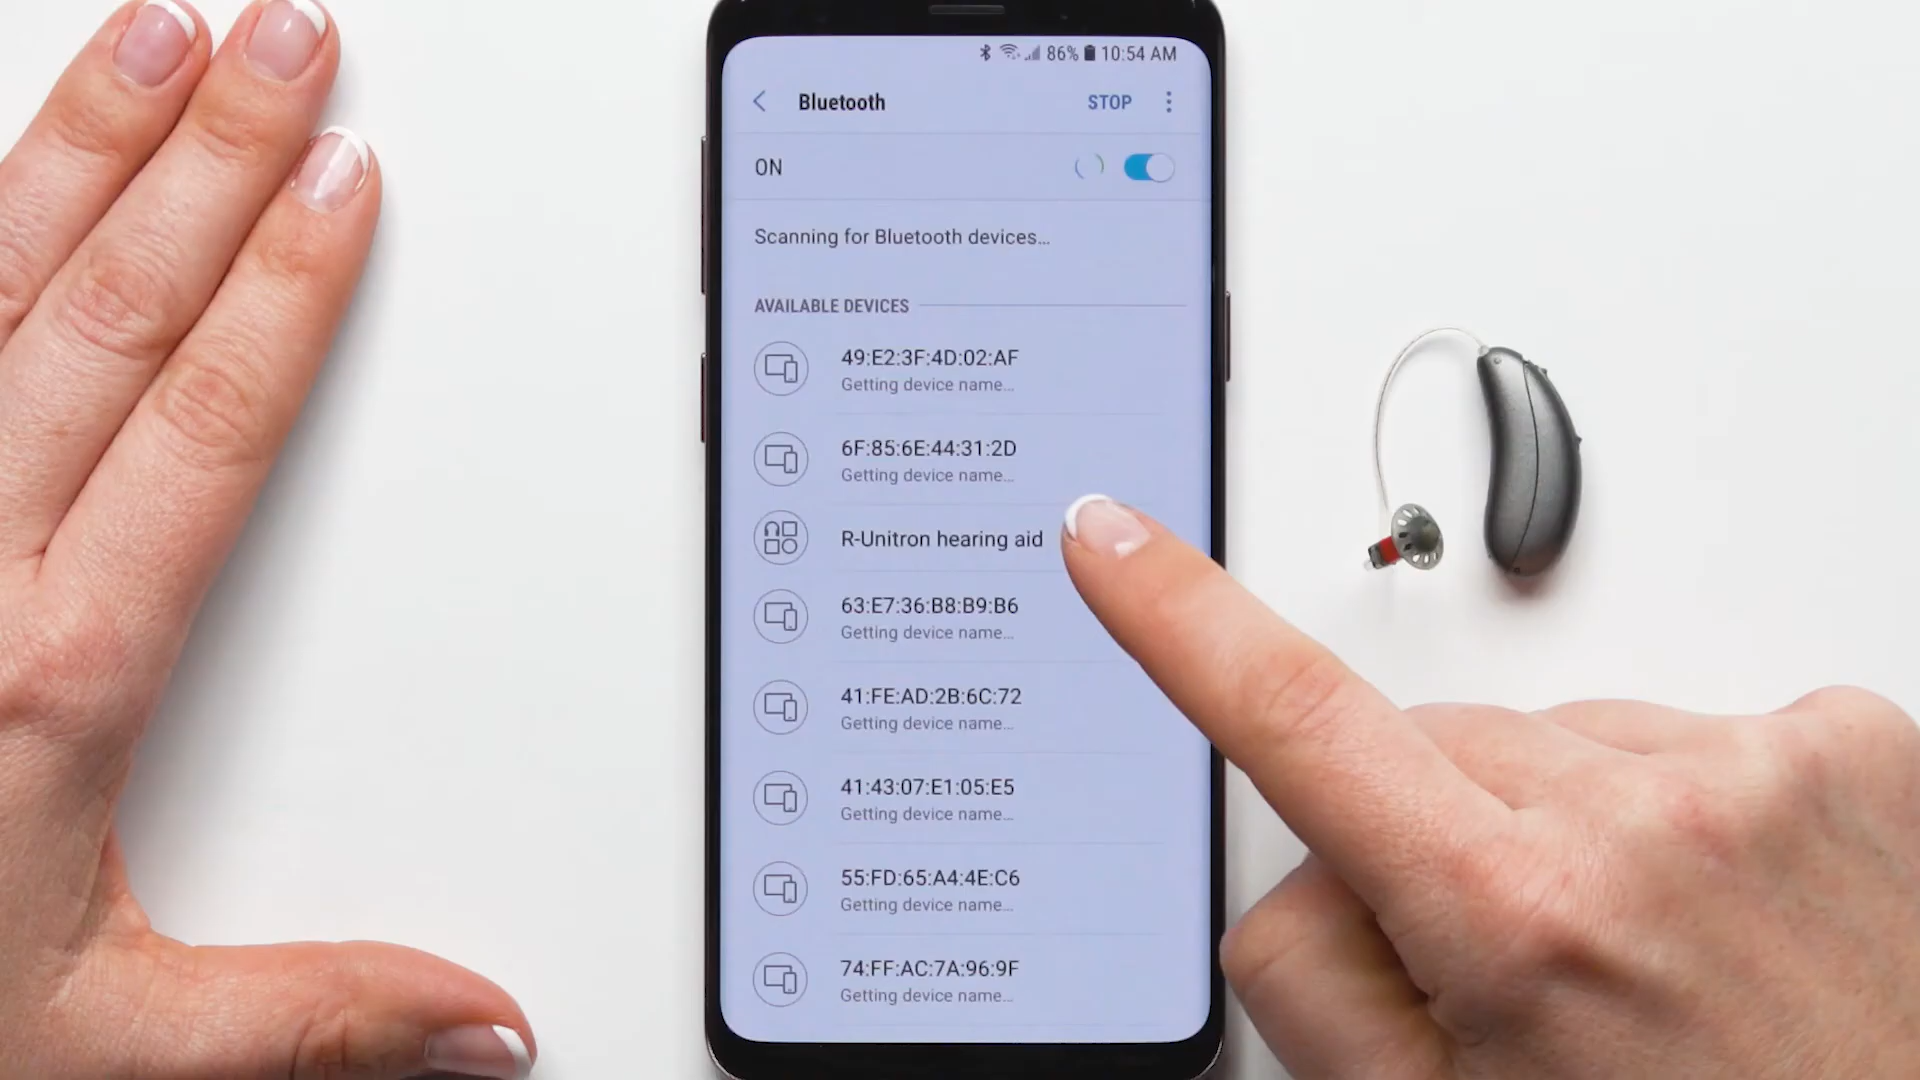 86% 10:54 AM
Bluetooth STOP
ON
Scanning for Bluetooth devices...
AVAILABLE DEVICES
49:E2:3F:4D:02:AF
Getting device name...
6F:85:6E:44:31:2D
Getting device name...
R-Unitron hearing aid
63:E7:36:B8:B9:B6
Getting device name...
41:FE:AD:2B:6C:72
Getting device name...
41:43:07:E1:05:E5
Getting device name...
55:FD:65:A4:4E:C6
Getting device name...
74:FF:AC:7A:96:9F
Getting device name...